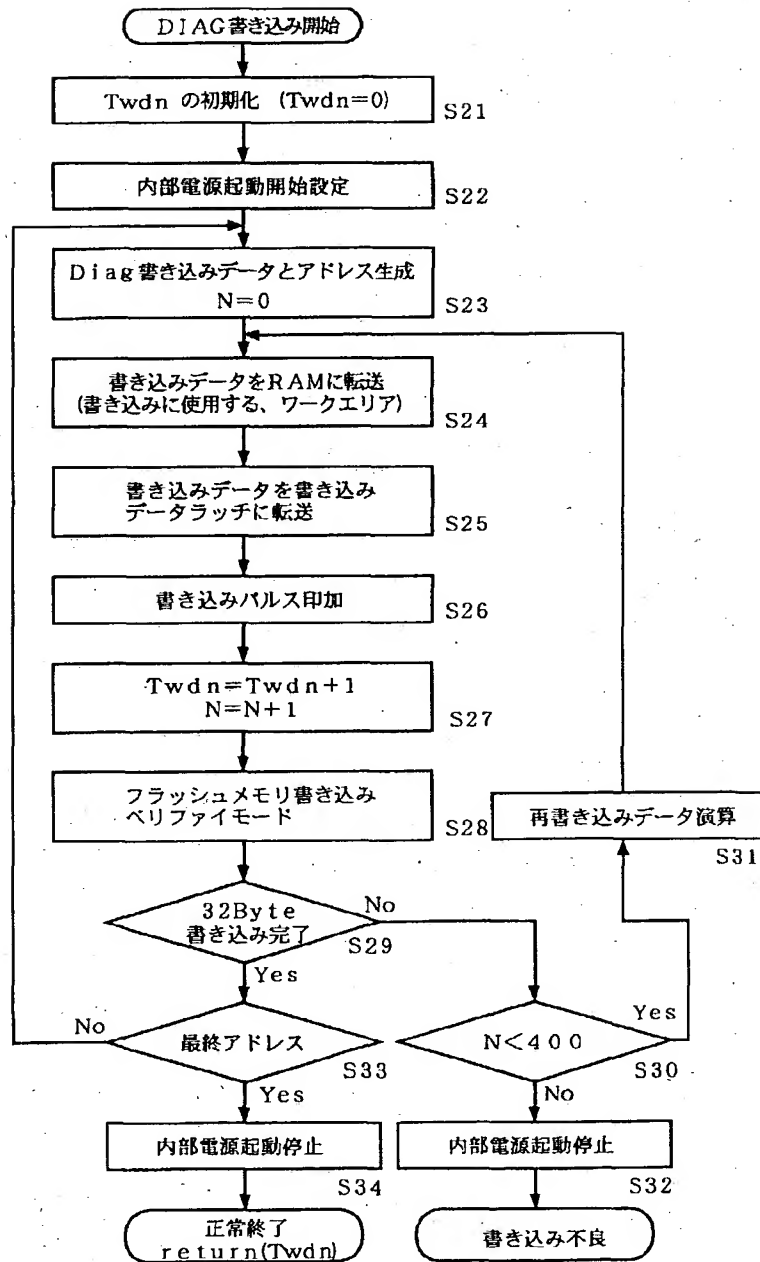 DIAG書き込み開始
Twdn の初期化 (Twdn=0)
S21
内部電源起動開始設定
S22
Diag書き込みデータとアドレス生成
N=0
S23
書き込みデータをRAMに転送
(書き込みに使用する、ワークエリア)
S24
書き込みデータを書き込み
データラッチに転送
S25
書き込みパルス印加
S26
Twdn=Twdn+1
N=N+1
S27
フラッシュメモリ書き込み
ベリファイモード
S28
再書き込みデータ演算
S31
32Byte
書き込み完了
No
S29
Yes
No
最終アドレス
S33
Yes
N<400
Yes
S30
No
内部電源起動停止
S34
内部電源起動停止
S32
正常終了
return(Twdn)
書き込み不良